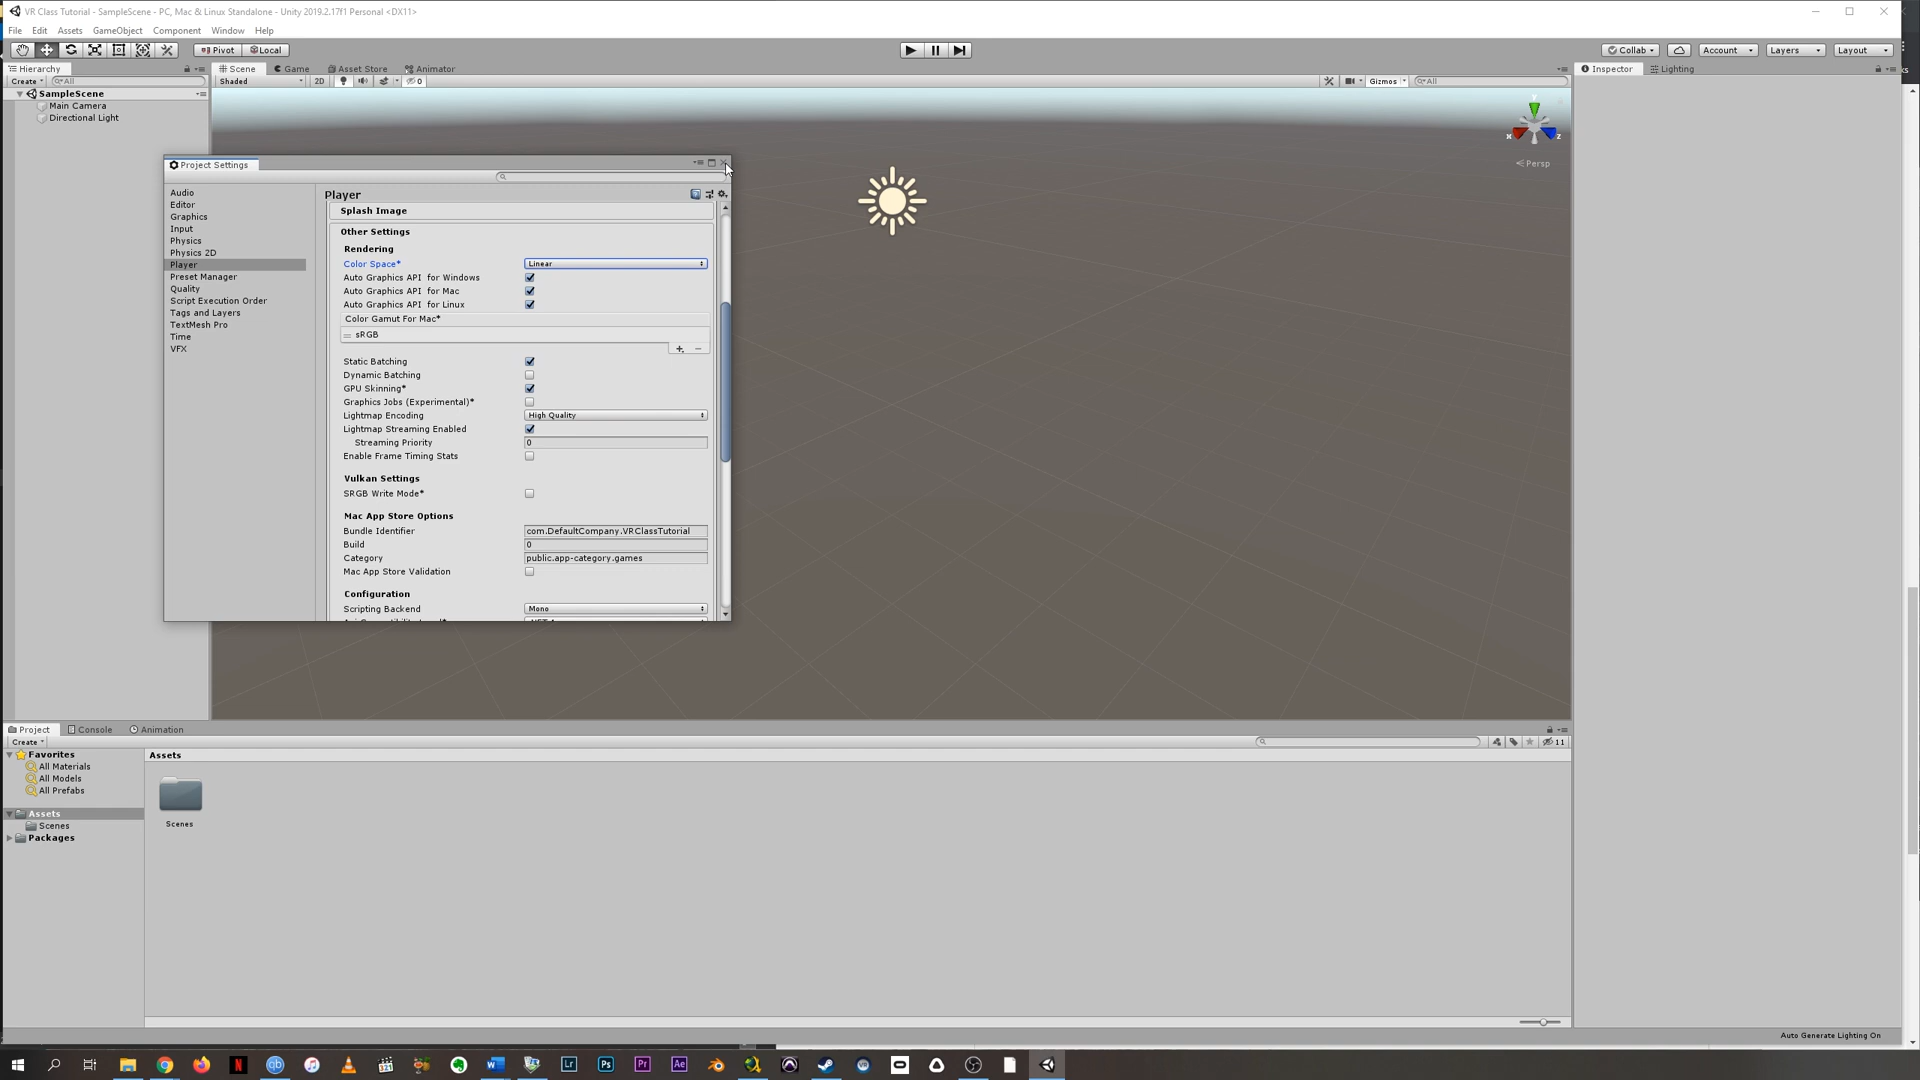 VR Class Tutorial - SampleScene - PC, Mac & Linux Standalone - Unity 2019.2.17f1 Personal <DX11>
File Edit Assets GameObject Component Window Help
Pivot Local Collab Account Layers Layout
Hierarchy Scene Game Asset Store Animator Inspector Lighting
Create All Shaded 2D 0 Gizmos All
SampleScene
Main Camera
Directional Light
y
x z
Persp
Project Settings
Audio
Editor
Graphics
Input
Physics
Physics 2D
Player
Preset Manager
Quality
Script Execution Order
Tags and Layers
TextMesh Pro
Time
VFX
Player
Splash Image
Other Settings
Rendering
Color Space* Linear
Auto Graphics API for Windows
Auto Graphics API for Mac
Auto Graphics API for Linux
Color Gamut For Mac*
sRGB
Static Batching
Dynamic Batching
GPU Skinning*
Graphics Jobs (Experimental)*
Lightmap Encoding High Quality
Lightmap Streaming Enabled
Streaming Priority 0
Enable Frame Timing Stats
Vulkan Settings
SRGB Write Mode*
Mac App Store Options
Bundle Identifier com.DefaultCompany.VRClassTutorial
Build 0
Category public.app-category.games
Mac App Store Validation
Configuration
Scripting Backend Mono
Project Console Animation
Create 11
Favorites
All Materials
All Models
All Prefabs
Assets
Scenes
Packages
Assets
Scenes
Auto Generate Lighting On
N qb 321 W Lr Ps Pr Ae